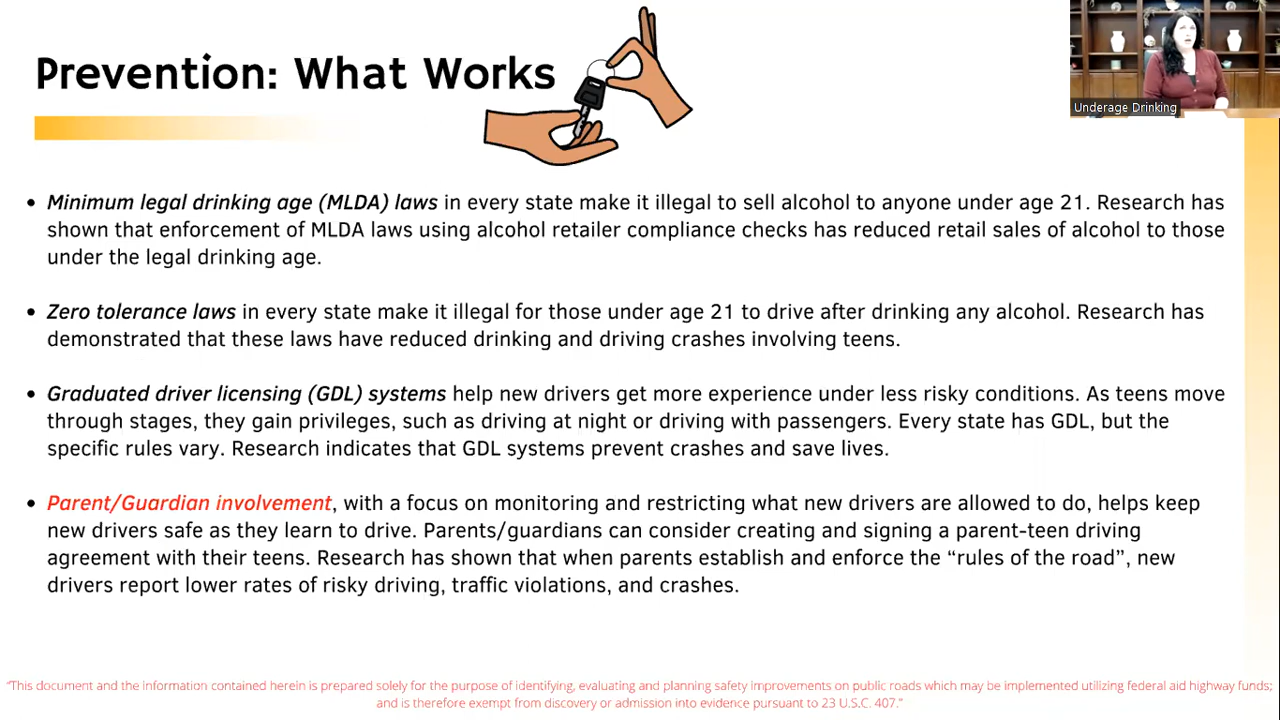 Prevention: What Works
Underage Drinking
• Minimum legal drinking age (MLDA) laws in every state make it illegal to sell alcohol to anyone under age 21. Research has
shown that enforcement of MLDA laws using alcohol retailer compliance checks has reduced retail sales of alcohol to those
under the legal drinking age.
• Zero tolerance laws in every state make it illegal for those under age 21 to drive after drinking any alcohol. Research has
demonstrated that these laws have reduced drinking and driving crashes involving teens.
• Graduated driver licensing (GDL) systems help new drivers get more experience under less risky conditions. As teens move
through stages, they gain privileges, such as driving at night or driving with passengers. Every state has GDL, but the
specific rules vary. Research indicates that GDL systems prevent crashes and save lives.
• Parent/Guardian involvement, with a focus on monitoring and restricting what new drivers are allowed to do, helps keep
new drivers safe as they learn to drive. Parents/guardians can consider creating and signing a parent-teen driving
agreement with their teens. Research has shown that when parents establish and enforce the “rules of the road”, new
drivers report lower rates of risky driving, traffic violations, and crashes.
“This document and the information contained herein is prepared solely for the purpose of identifying, evaluating and planning safety improvements on public roads which may be implemented utilizing federal aid highway funds;
and is therefore exempt from discovery or admission into evidence pursuant to 23 U.S.C. 407.”